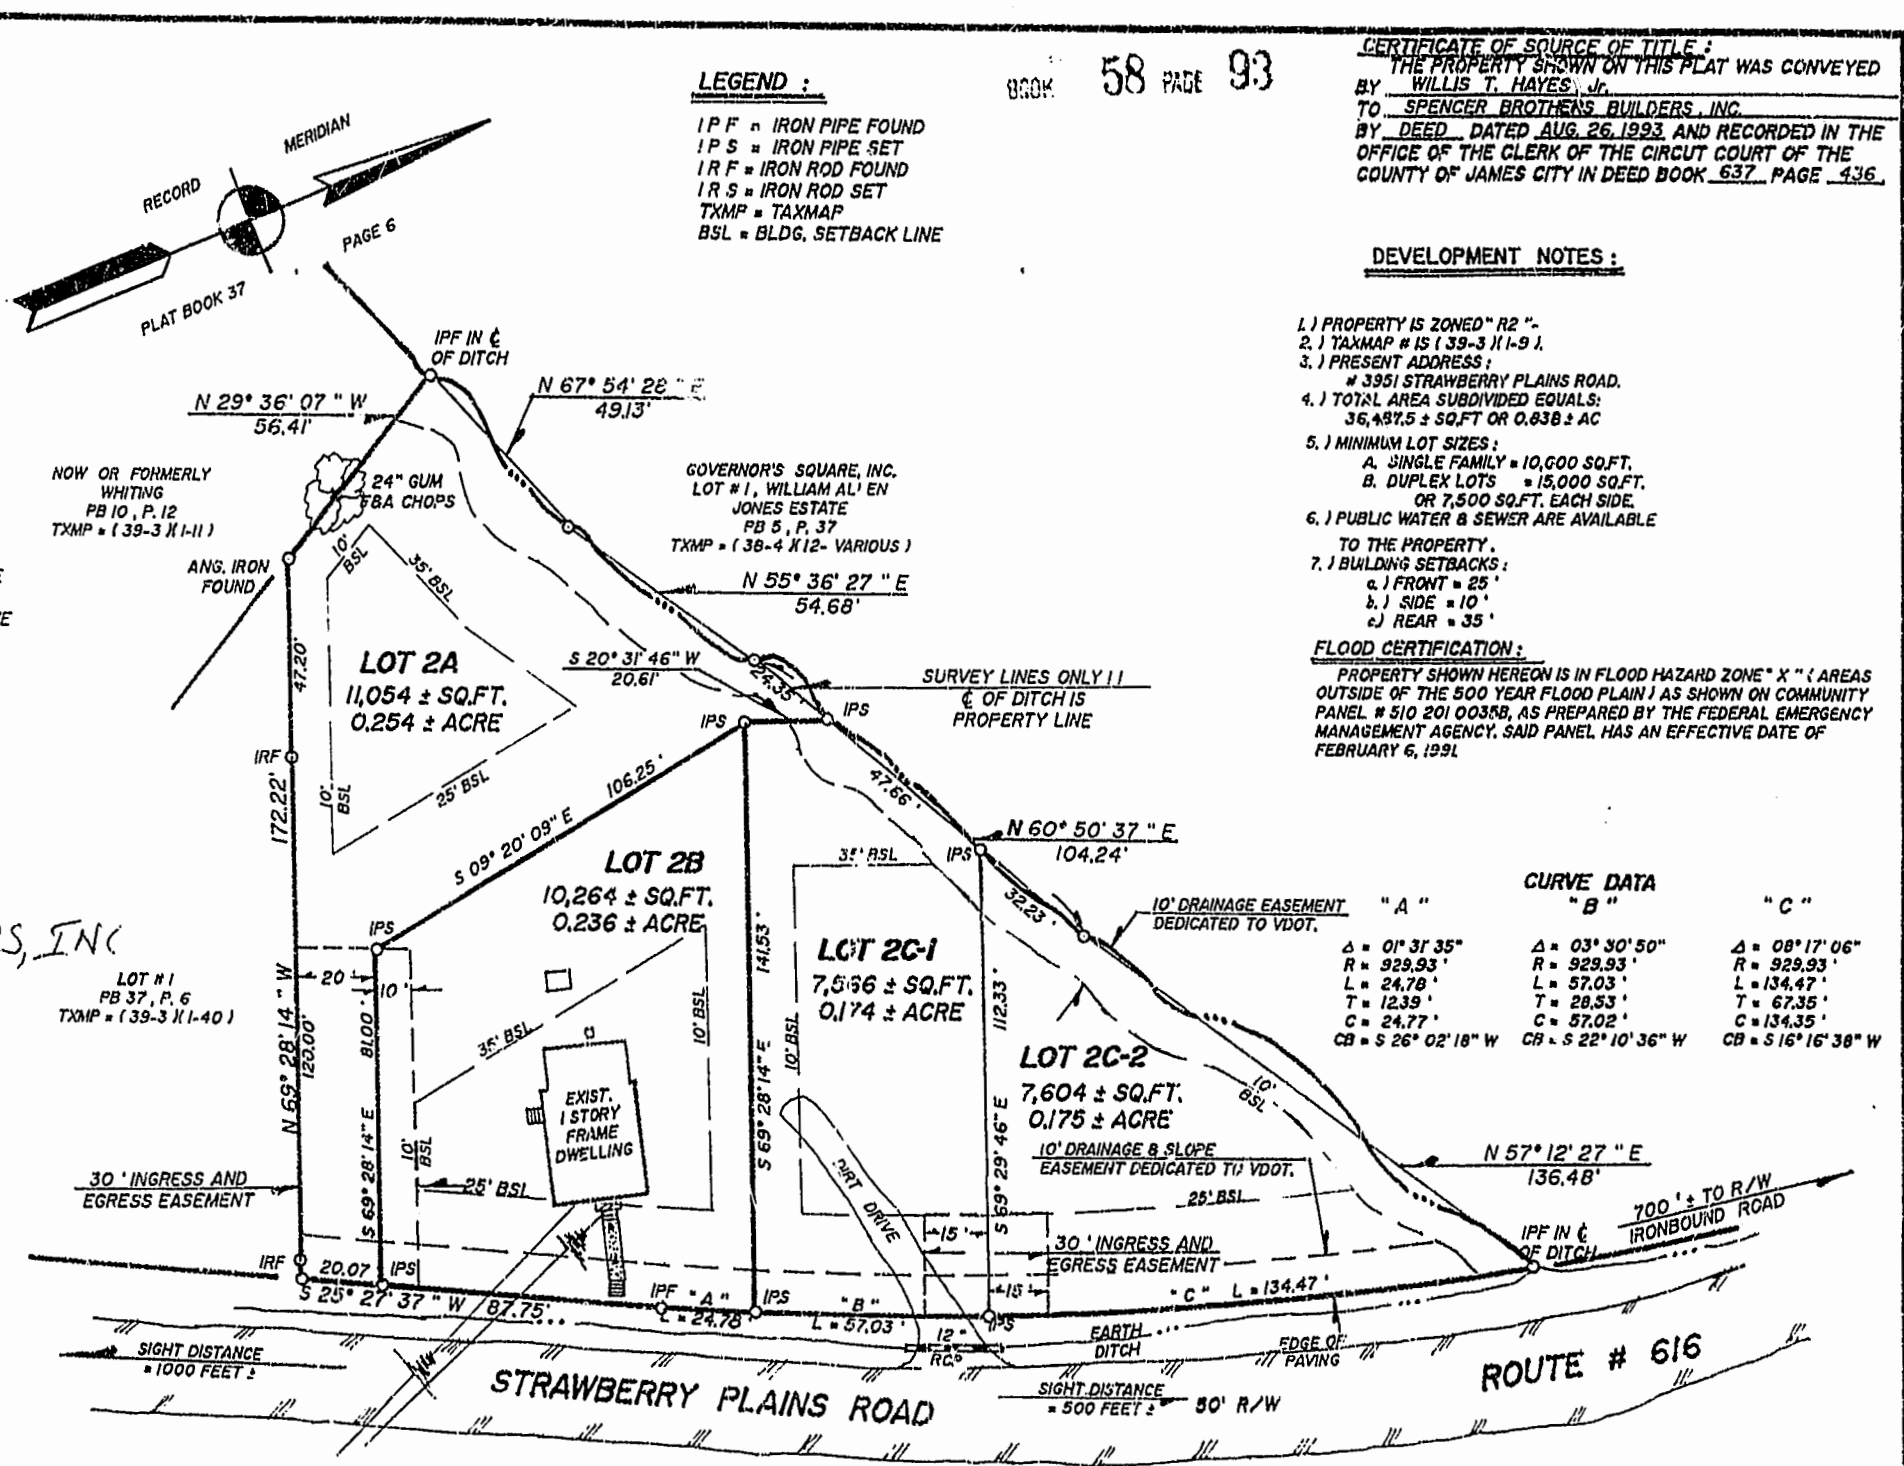 BOOK 58 PAGE 93
LEGEND :
IPF = IRON PIPE FOUND
IPS = IRON PIPE SET
IRF = IRON ROD FOUND
IRS = IRON ROD SET
TXMP = TAXMAP
BSL = BLDG. SETBACK LINE
CERTIFICATE OF SOURCE OF TITLE :
THE PROPERTY SHOWN ON THIS PLAT WAS CONVEYED
BY WILLIS T. HAYES, Jr.
TO SPENCER BROTHERS BUILDERS, INC.
BY DEED DATED AUG. 26, 1993 AND RECORDED IN THE
OFFICE OF THE CLERK OF THE CIRCUT COURT OF THE
COUNTY OF JAMES CITY IN DEED BOOK 637 PAGE 436
DEVELOPMENT NOTES :
1.) PROPERTY IS ZONED "R2"-
2.) TAXMAP # IS (39-3)(1-9).
3.) PRESENT ADDRESS :
# 3951 STRAWBERRY PLAINS ROAD.
4.) TOTAL AREA SUBDIVIDED EQUALS:
36,487.5 ± SQ.FT OR 0.838 ± AC
5.) MINIMUM LOT SIZES :
A. SINGLE FAMILY = 10,000 SQ.FT.
B. DUPLEX LOTS = 15,000 SQ.FT.
OR 7,500 SQ.FT. EACH SIDE.
6.) PUBLIC WATER & SEWER ARE AVAILABLE
TO THE PROPERTY.
7.) BUILDING SETBACKS :
a.) FRONT = 25 '
b.) SIDE = 10 '
c.) REAR = 35 '
FLOOD CERTIFICATION :
PROPERTY SHOWN HEREON IS IN FLOOD HAZARD ZONE " X " ( AREAS
OUTSIDE OF THE 500 YEAR FLOOD PLAIN ) AS SHOWN ON COMMUNITY
PANEL # 510 201 0035B, AS PREPARED BY THE FEDERAL EMERGENCY
MANAGEMENT AGENCY. SAID PANEL HAS AN EFFECTIVE DATE OF
FEBRUARY 6, 1991.
CURVE DATA
"A" "B" "C"
Δ = 01° 31' 35" Δ = 03° 30' 50" Δ = 08° 17' 06"
R = 929.93 ' R = 929.93 ' R = 929.93 '
L = 24.78 ' L = 57.03 ' L = 134.47 '
T = 12.39 ' T = 28.53 ' T = 67.35 '
C = 24.77 ' C = 57.02 ' C = 134.35 '
CB = S 26° 02' 18" W CB = S 22° 10' 36" W CB = S 16° 16' 38" W
RECORD
MERIDIAN
PLAT BOOK 37
PAGE 6
IPF IN ℄
OF DITCH
N 29° 36' 07" W
56.41'
N 67° 54' 28" E
49.13'
NOW OR FORMERLY
WHITING
PB 10, P. 12
TXMP = (39-3)(1-11)
24" GUM
F&A CHOPS
ANG. IRON
FOUND
GOVERNOR'S SQUARE, INC.
LOT #1, WILLIAM ALLEN
JONES ESTATE
PB 5, P. 37
TXMP = (38-4)(12- VARIOUS)
N 55° 36' 27" E
54.68'
10'
BSL
35' BSL
47.20'
LOT 2A
11,054 ± SQ.FT.
0.254 ± ACRE
S 20° 31' 46" W
20.61'
24.35'
SURVEY LINES ONLY !!
℄ OF DITCH IS
PROPERTY LINE
IPS
IPS
IRF
172.22'
10'
BSL
25' BSL
S 09° 20' 09" E 106.25'
47.66'
LOT 2B
10,264 ± SQ.FT.
0.236 ± ACRE
35' BSL
IPS
N 60° 50' 37" E
104.24'
32.23'
10' DRAINAGE EASEMENT
DEDICATED TO VDOT.
S, INC
LOT #1
PB 37, P. 6
TXMP = (39-3)(1-40)
IPS
20'
10'
N 69° 28' 14" W
120.00'
S 69° 28' 14" E
35' BSL
10' BSL
S 69° 28' 14" E 141.53'
10' BSL
LOT 2C-1
7,566 ± SQ.FT.
0.174 ± ACRE
S 69° 29' 46" E 112.33'
LOT 2C-2
7,604 ± SQ.FT.
0.175 ± ACRE
10'
BSL
EXIST.
1 STORY
FRAME
DWELLING
10'
BSL
25' BSL
30' INGRESS AND
EGRESS EASEMENT
DIRT DRIVE
10' DRAINAGE & SLOPE
EASEMENT DEDICATED TO VDOT.
25' BSL
N 57° 12' 27" E
136.48'
15'
30' INGRESS AND
EGRESS EASEMENT
15'
IPF IN ℄
OF DITCH
700 ' ± TO R/W
IRONBOUND ROAD
IRF
20.07
IPS
S 25° 27' 37" W 87.75'
IPF
"A"
L = 24.78'
IPS
"B"
L = 57.03'
IPS
"C" L = 134.47'
12"
RCP
EARTH
DITCH
EDGE OF
PAVING
SIGHT DISTANCE
= 1000 FEET ±
STRAWBERRY PLAINS ROAD
SIGHT DISTANCE
= 500 FEET ±
50' R/W
ROUTE # 616